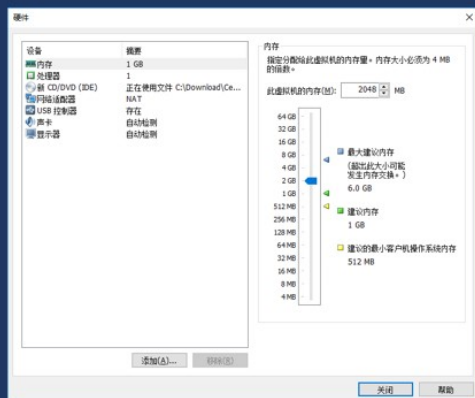 硬件
设备 摘要
内存 1 GB
处理器 1
新 CD/DVD (IDE) 正在使用文件 C:\Download\Ce...
网络适配器 NAT
USB 控制器 存在
声卡 自动检测
显示器 自动检测
添加(A)... 移除(R)
内存
指定分配给此虚拟机的内存量。内存大小必须为 4 MB
的倍数。
此虚拟机的内存(M): 2048 MB
64 GB
32 GB
16 GB
8 GB
4 GB
2 GB
1 GB
512 MB
256 MB
128 MB
64 MB
32 MB
16 MB
8 MB
4 MB
最大建议内存
(超出此大小可能
发生内存交换。)
6.0 GB
建议内存
1 GB
建议的最小客户机操作系统内存
512 MB
关闭 帮助